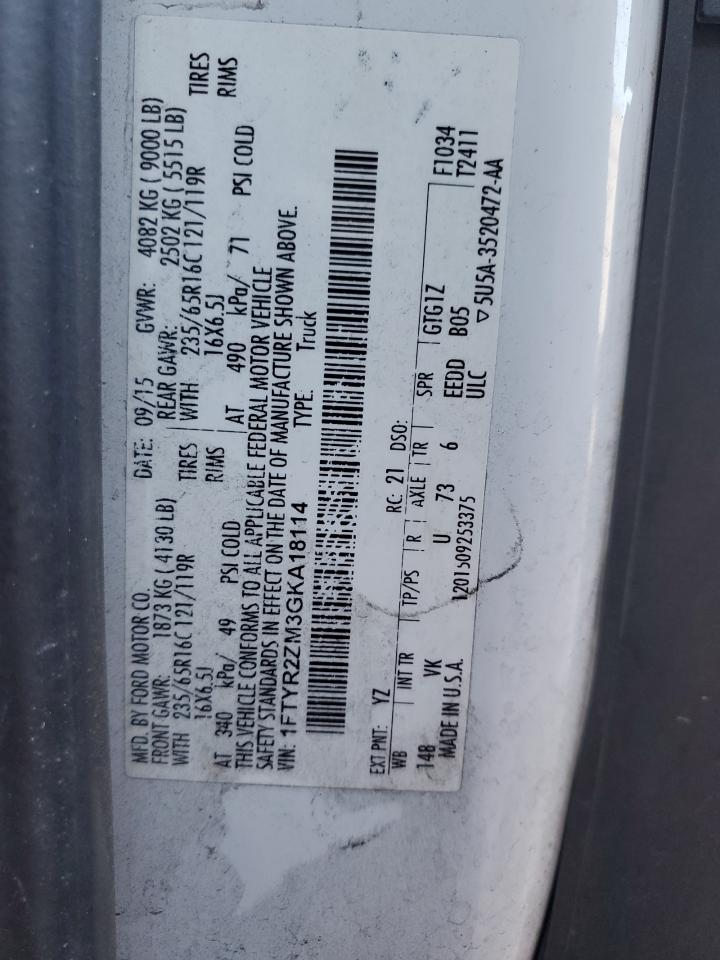 MFD. BY FORD MOTOR CO.
DATE: 09/15 GVWR: 4082 KG ( 9000 LB)
FRONT GAWR: 1873 KG ( 4130 LB) REAR GAWR: 2502 KG ( 5515 LB)
WITH 235/65R16C 121/119R TIRES WITH 235/65R16C 121/119R TIRES
16X6.5J RIMS 16X6.5J RIMS
AT 340 kPa/ 49 PSI COLD AT 490 kPa/ 71 PSI COLD
THIS VEHICLE CONFORMS TO ALL APPLICABLE FEDERAL MOTOR VEHICLE
SAFETY STANDARDS IN EFFECT ON THE DATE OF MANUFACTURE SHOWN ABOVE.
VIN: 1FTYR2ZM3GKA18114 TYPE: Truck
EXT PNT: YZ RC: 21 DSO:
WB INT TR TP/PS R AXLE TR SPR GTG1Z F1034
148 VK U 73 6 EEDD B05 T2411
MADE IN U.S.A. 1201509253375 ULC ▽ 5U5A-3520472-AA